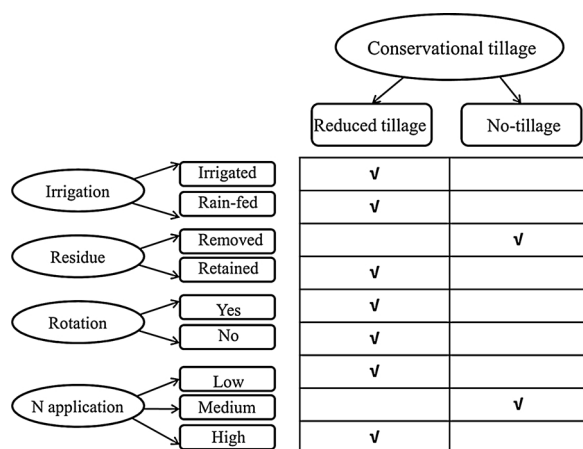 Conservational tillage
Reduced tillage
No-tillage
Irrigation
Irrigated
√
Rain-fed
√
Residue
Removed
√
Retained
√
Rotation
Yes
√
No
√
N application
Low
√
Medium
√
High
√